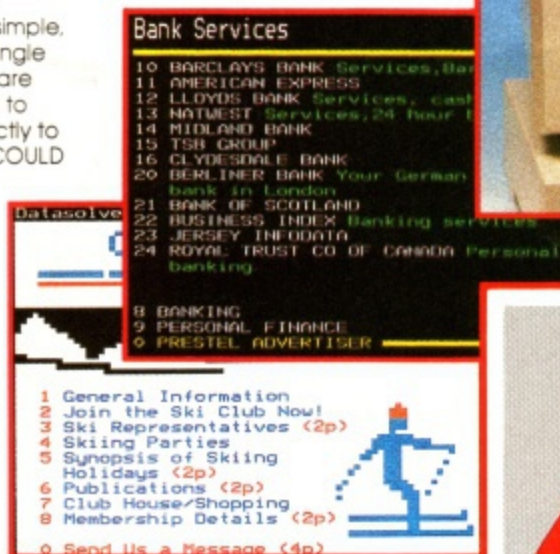 simple,
ngle
are
to
ctly to
COULD
Bank Services
10 BARCLAYS BANK Services, Ba
11 AMERICAN EXPRESS
12 LLOYDS BANK Services, cash
13 NATWEST Services, 24 hour
14 MIDLAND BANK
15 TSB GROUP
16 CLYDESDALE BANK
20 BERLINER BANK Your German
bank in London
21 BANK OF SCOTLAND
22 BUSINESS INDEX Banking services
23 JERSEY INFODATA
24 ROYAL TRUST CO OF CANADA Personal
banking
8 BANKING
9 PERSONAL FINANCE
0 PRESTEL ADVERTISER
Datasolve
1 General Information
2 Join the Ski Club Now!
3 Ski Representatives (2p)
4 Skiing Parties
5 Synopsis of Skiing
Holidays (2p)
6 Publications (2p)
7 Club House/Shopping
8 Membership Details (2p)
0 Send Us a Message (4p)